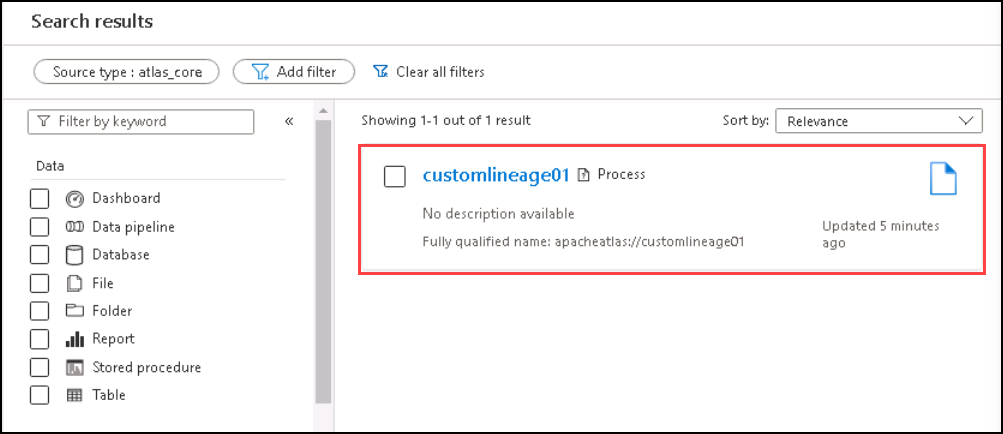 Search results
Source type : atlas_core
Add filter
Clear all filters
Filter by keyword
«
Showing 1-1 out of 1 result
Sort by:
Relevance
Data
Dashboard
Data pipeline
Database
File
Folder
Report
Stored procedure
Table
customlineage01
Process
No description available
Fully qualified name: apacheatlas://customlineage01
Updated 5 minutes
ago